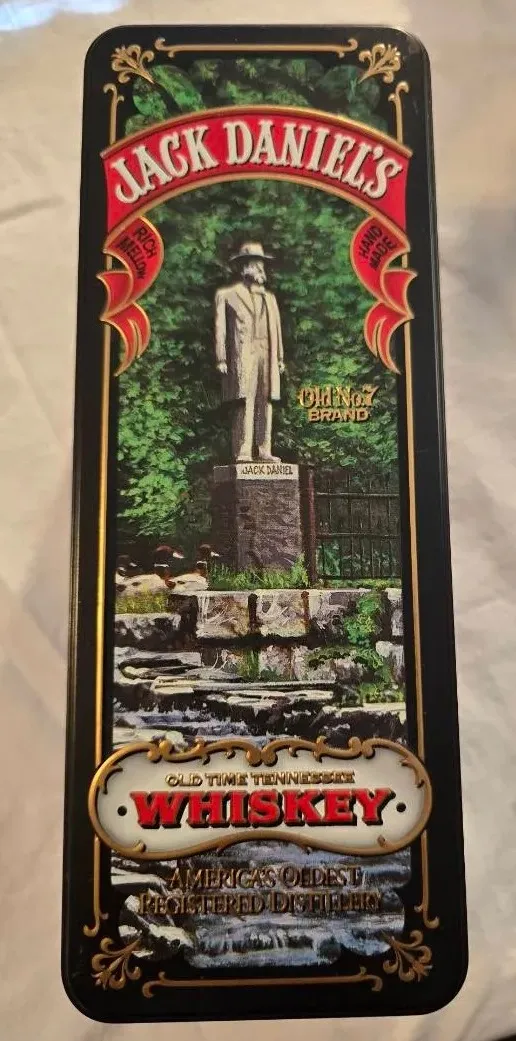 JACK DANIEL'S
RICH
MELLOW
HAND
MADE
Old No.7
BRAND
JACK DANIEL
OLD TIME TENNESSEE
• WHISKEY •
AMERICA'S OLDEST
REGISTERED DISTILLERY